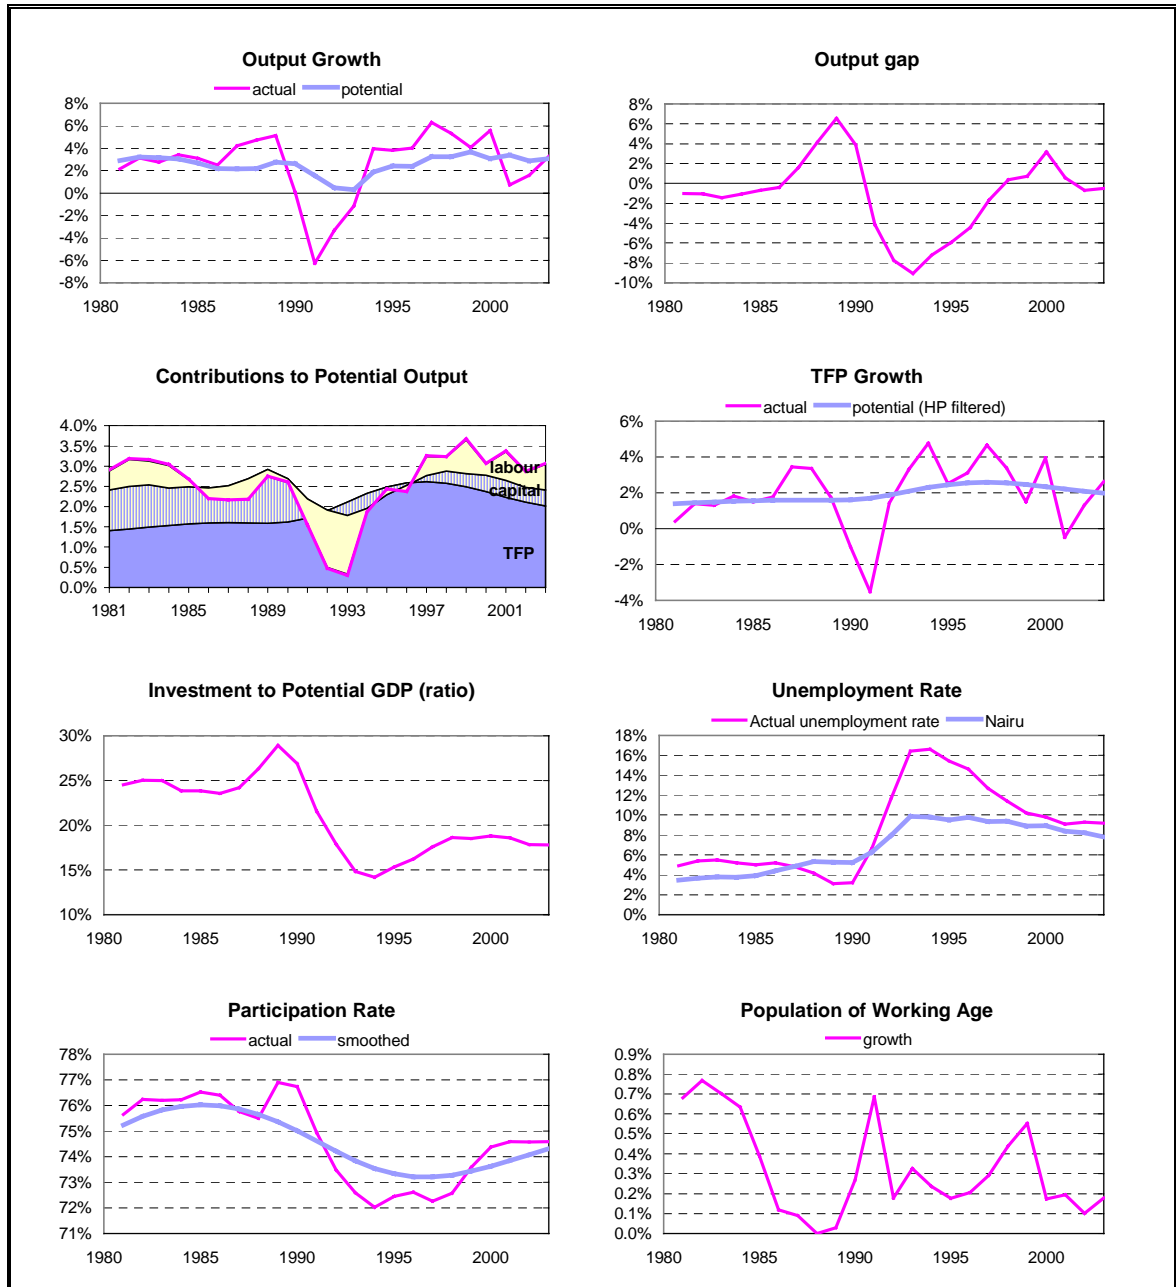 Output Growth
actual potential
8%
6%
4%
2%
0%
-2%
-4%
-6%
-8%
1980 1985 1990 1995 2000
Output gap
8%
6%
4%
2%
0%
-2%
-4%
-6%
-8%
-10%
1980 1985 1990 1995 2000
Contributions to Potential Output
4.0%
3.5%
3.0%
2.5%
2.0%
1.5%
1.0%
0.5%
0.0%
labour
capital
TFP
1981 1985 1989 1993 1997 2001
TFP Growth
actual potential (HP filtered)
6%
4%
2%
0%
-2%
-4%
1980 1985 1990 1995 2000
Investment to Potential GDP (ratio)
30%
25%
20%
15%
10%
1980 1985 1990 1995 2000
Unemployment Rate
Actual unemployment rate Nairu
18%
16%
14%
12%
10%
8%
6%
4%
2%
0%
1980 1985 1990 1995 2000
Participation Rate
actual smoothed
78%
77%
76%
75%
74%
73%
72%
71%
1980 1985 1990 1995 2000
Population of Working Age
growth
0.9%
0.8%
0.7%
0.6%
0.5%
0.4%
0.3%
0.2%
0.1%
0.0%
1980 1985 1990 1995 2000